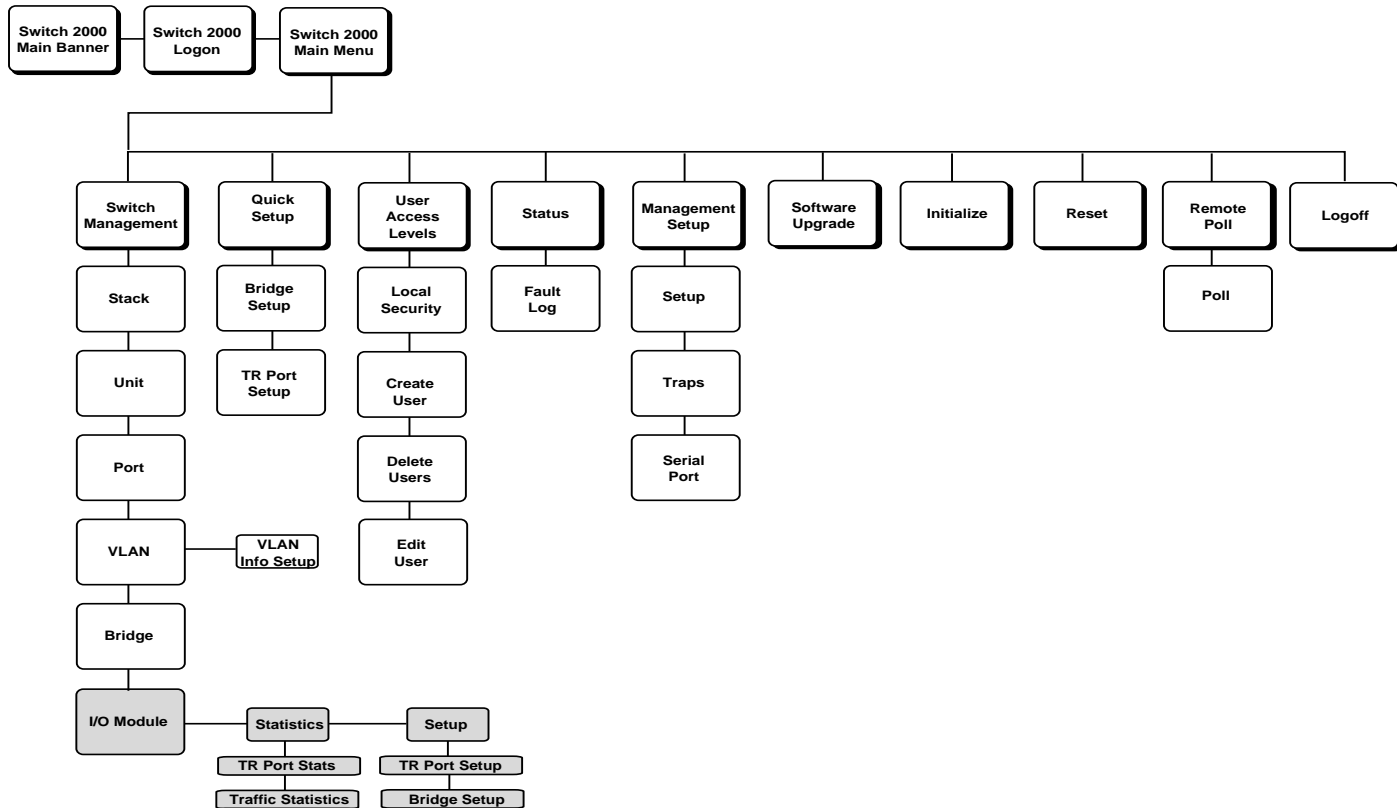 Switch 2000
Main Banner
Switch 2000
Logon
Switch 2000
Main Menu
Switch
Management
Quick
Setup
User
Access
Levels
Status
Management
Setup
Software
Upgrade
Initialize
Reset
Remote
Poll
Logoff
Stack
Bridge
Setup
Local
Security
Fault
Log
Setup
Poll
Unit
TR Port
Setup
Create
User
Traps
Port
Delete
Users
Serial
Port
VLAN
VLAN
Info Setup
Edit
User
Bridge
I/O Module
Statistics
Setup
TR Port Stats
TR Port Setup
Traffic Statistics
Bridge Setup